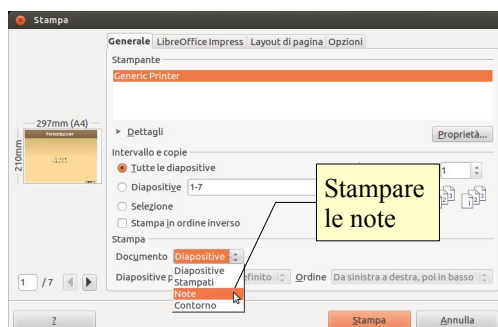 Stampa
Generale LibreOffice Impress Layout di pagina Opzioni
Stampante
Generic Printer
297mm (A4)
210mm
Dettagli
Proprietà...
Intervallo e copie
Tutte le diapositive
1
Diapositive 1-7
Selezione
Stampa in ordine inverso
Stampare
le note
Stampa
Documento Diapositive
Diapositive
Stampati
Note
Contorno
Diapositive p
efinito
Ordine Da sinistra a destra, poi in basso
1 / 7
?
Stampa
Annulla